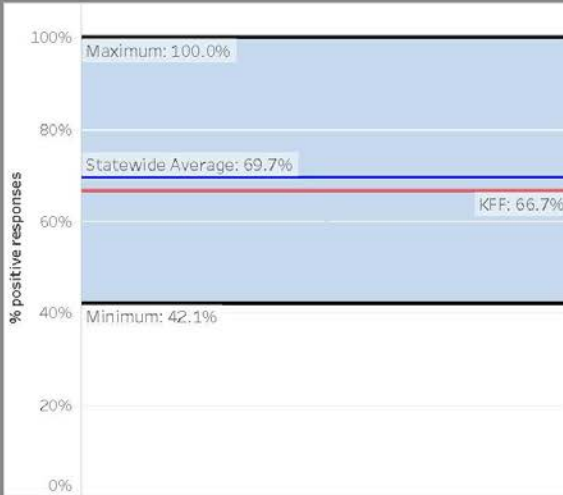 100%
Maximum: 100.0%
80%
Statewide Average: 69.7%
KFF: 66.7%
60%
% positive responses
40%
Minimum: 42.1%
20%
0%